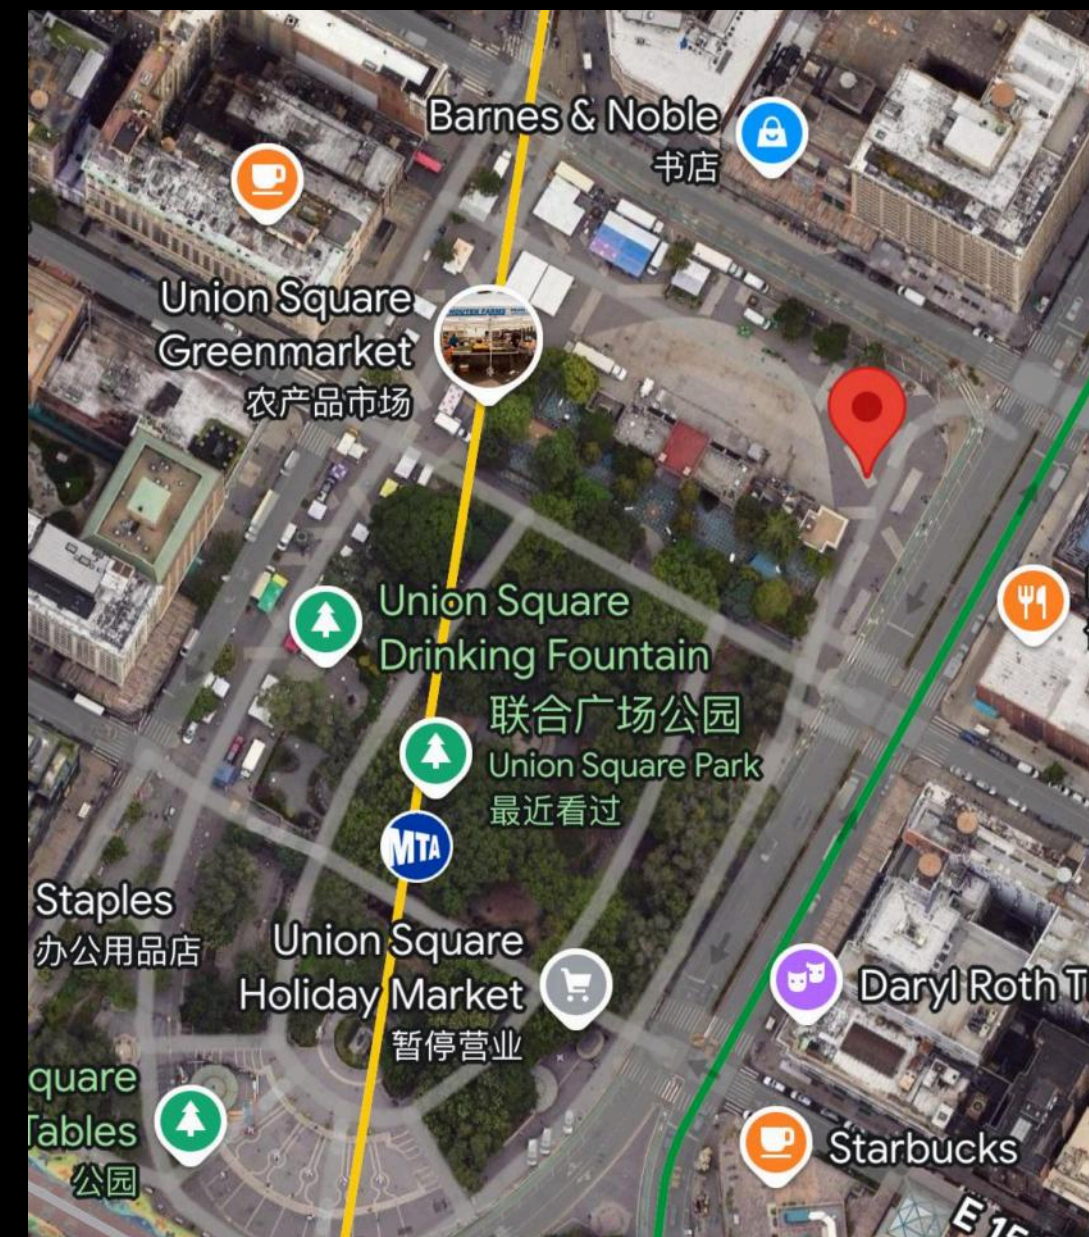 Barnes & Noble
书店
Union Square
Greenmarket
农产品市场
Union Square
Drinking Fountain
联合广场公园
Union Square Park
最近看过
MTA
Staples
办公用品店
Union Square
Holiday Market
暂停营业
Daryl Roth T
quare
Tables
公园
Starbucks
E 15